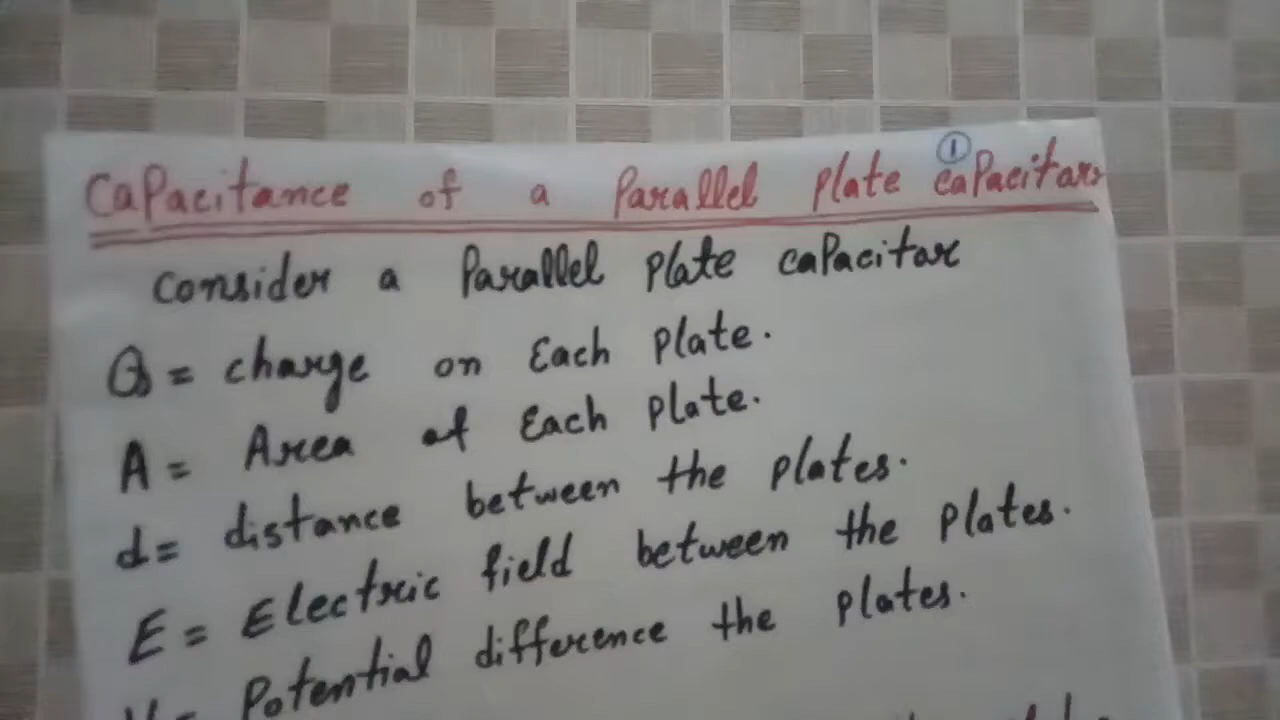 ①
Capacitance of a Parallel Plate Capacitor
Consider a Parallel Plate capacitor
Q = charge on Each plate.
A = Area of Each plate.
d = distance between the plates.
E = Electric field between the plates.
V = Potential difference the plates.